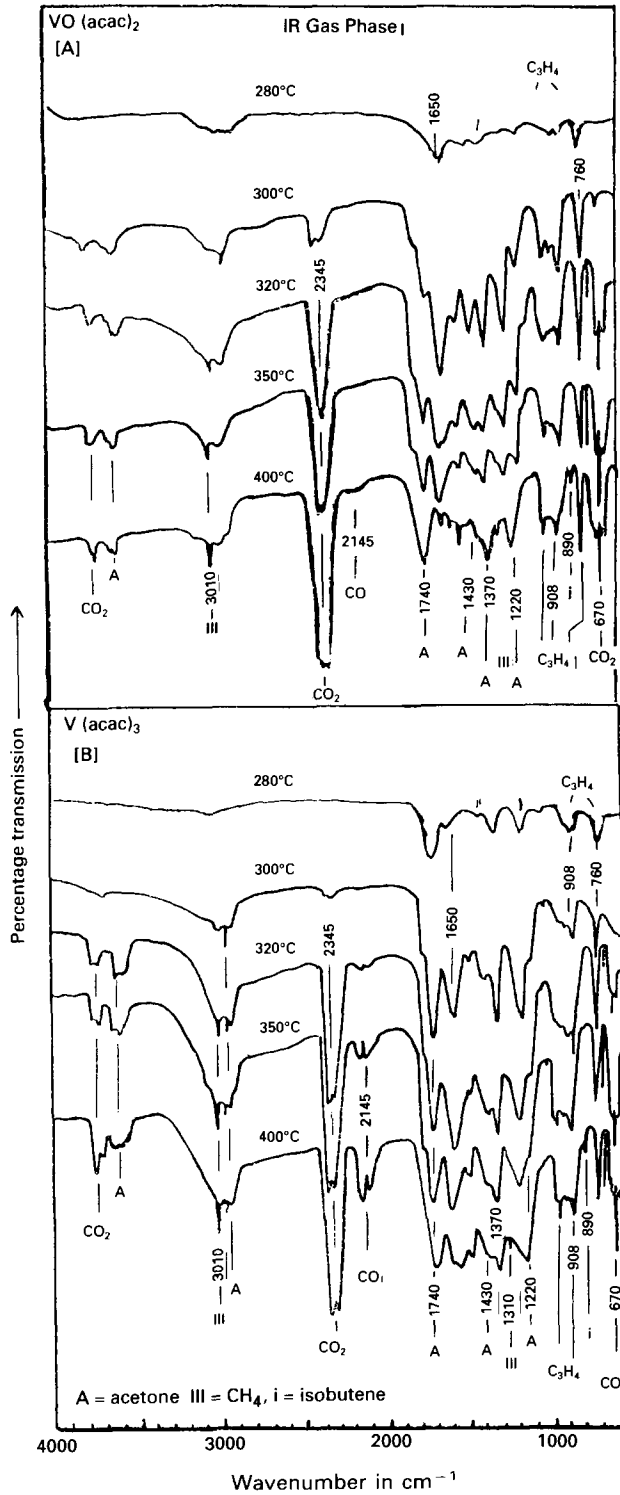 VO (acac)2
IR Gas Phase
[A]
C3H4
280°C
1650
760
300°C
2345
320°C
350°C
400°C
CO2
A
3010
III
CO2
2145
CO
1740
A
1430
A
1370
A
1220
III
A
908
C3H4
890
i
670
CO2
Percentage transmission
V (acac)3
[B]
280°C
C3H4
300°C
1650
908
760
2345
320°C
350°C
2145
400°C
CO2
A
3010
?
A
III
CO2
CO
1740
A
1430
A
1370
1310
III
1220
A
C3H4
908
890
i
670
CO
A = acetone III = CH4, i = isobutene
4000 3000 2000 1000
Wavenumber in cm−1